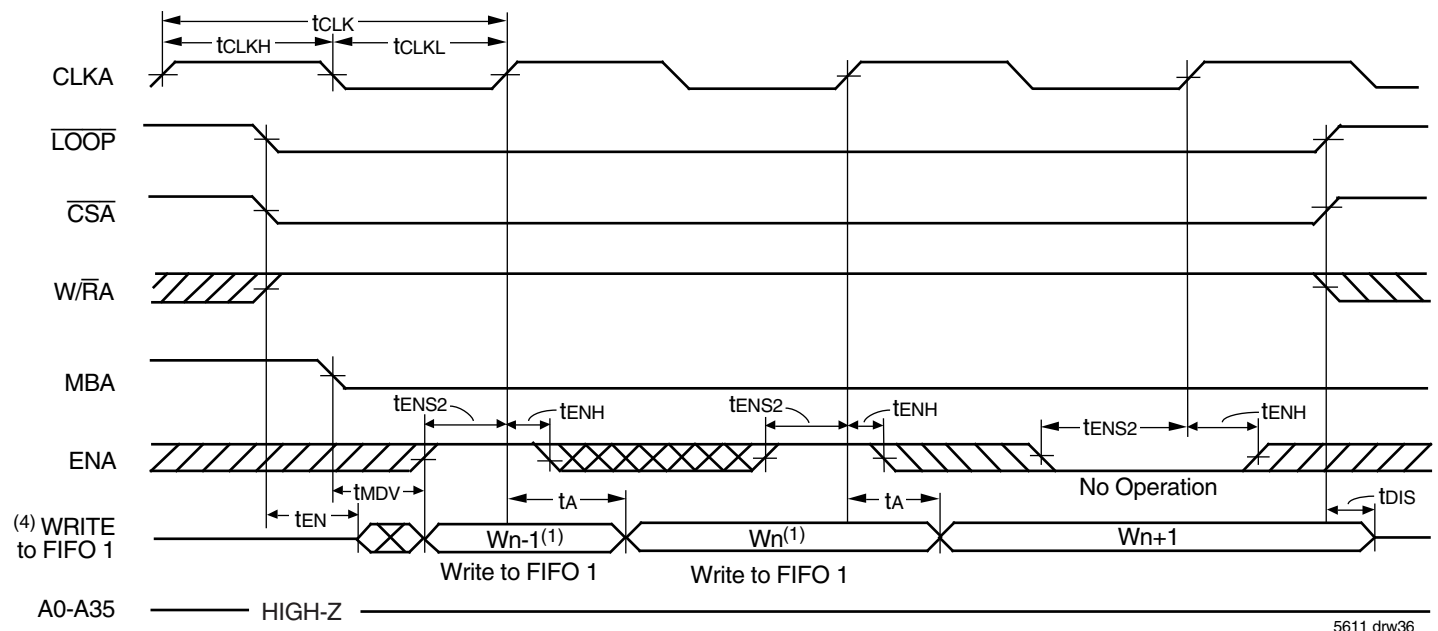 tCLK
tCLKH
tCLKL
CLKA
LOOP
CSA
W/RA
MBA
tENS2
tENH
tENS2
tENH
tENS2
tENH
ENA
No Operation
tMDV
tA
tA
tDIS
tEN
(4) WRITE
to FIFO 1
Wn-1(1)
Wn(1)
Wn+1
Write to FIFO 1
Write to FIFO 1
A0-A35
HIGH-Z
5611 drw36